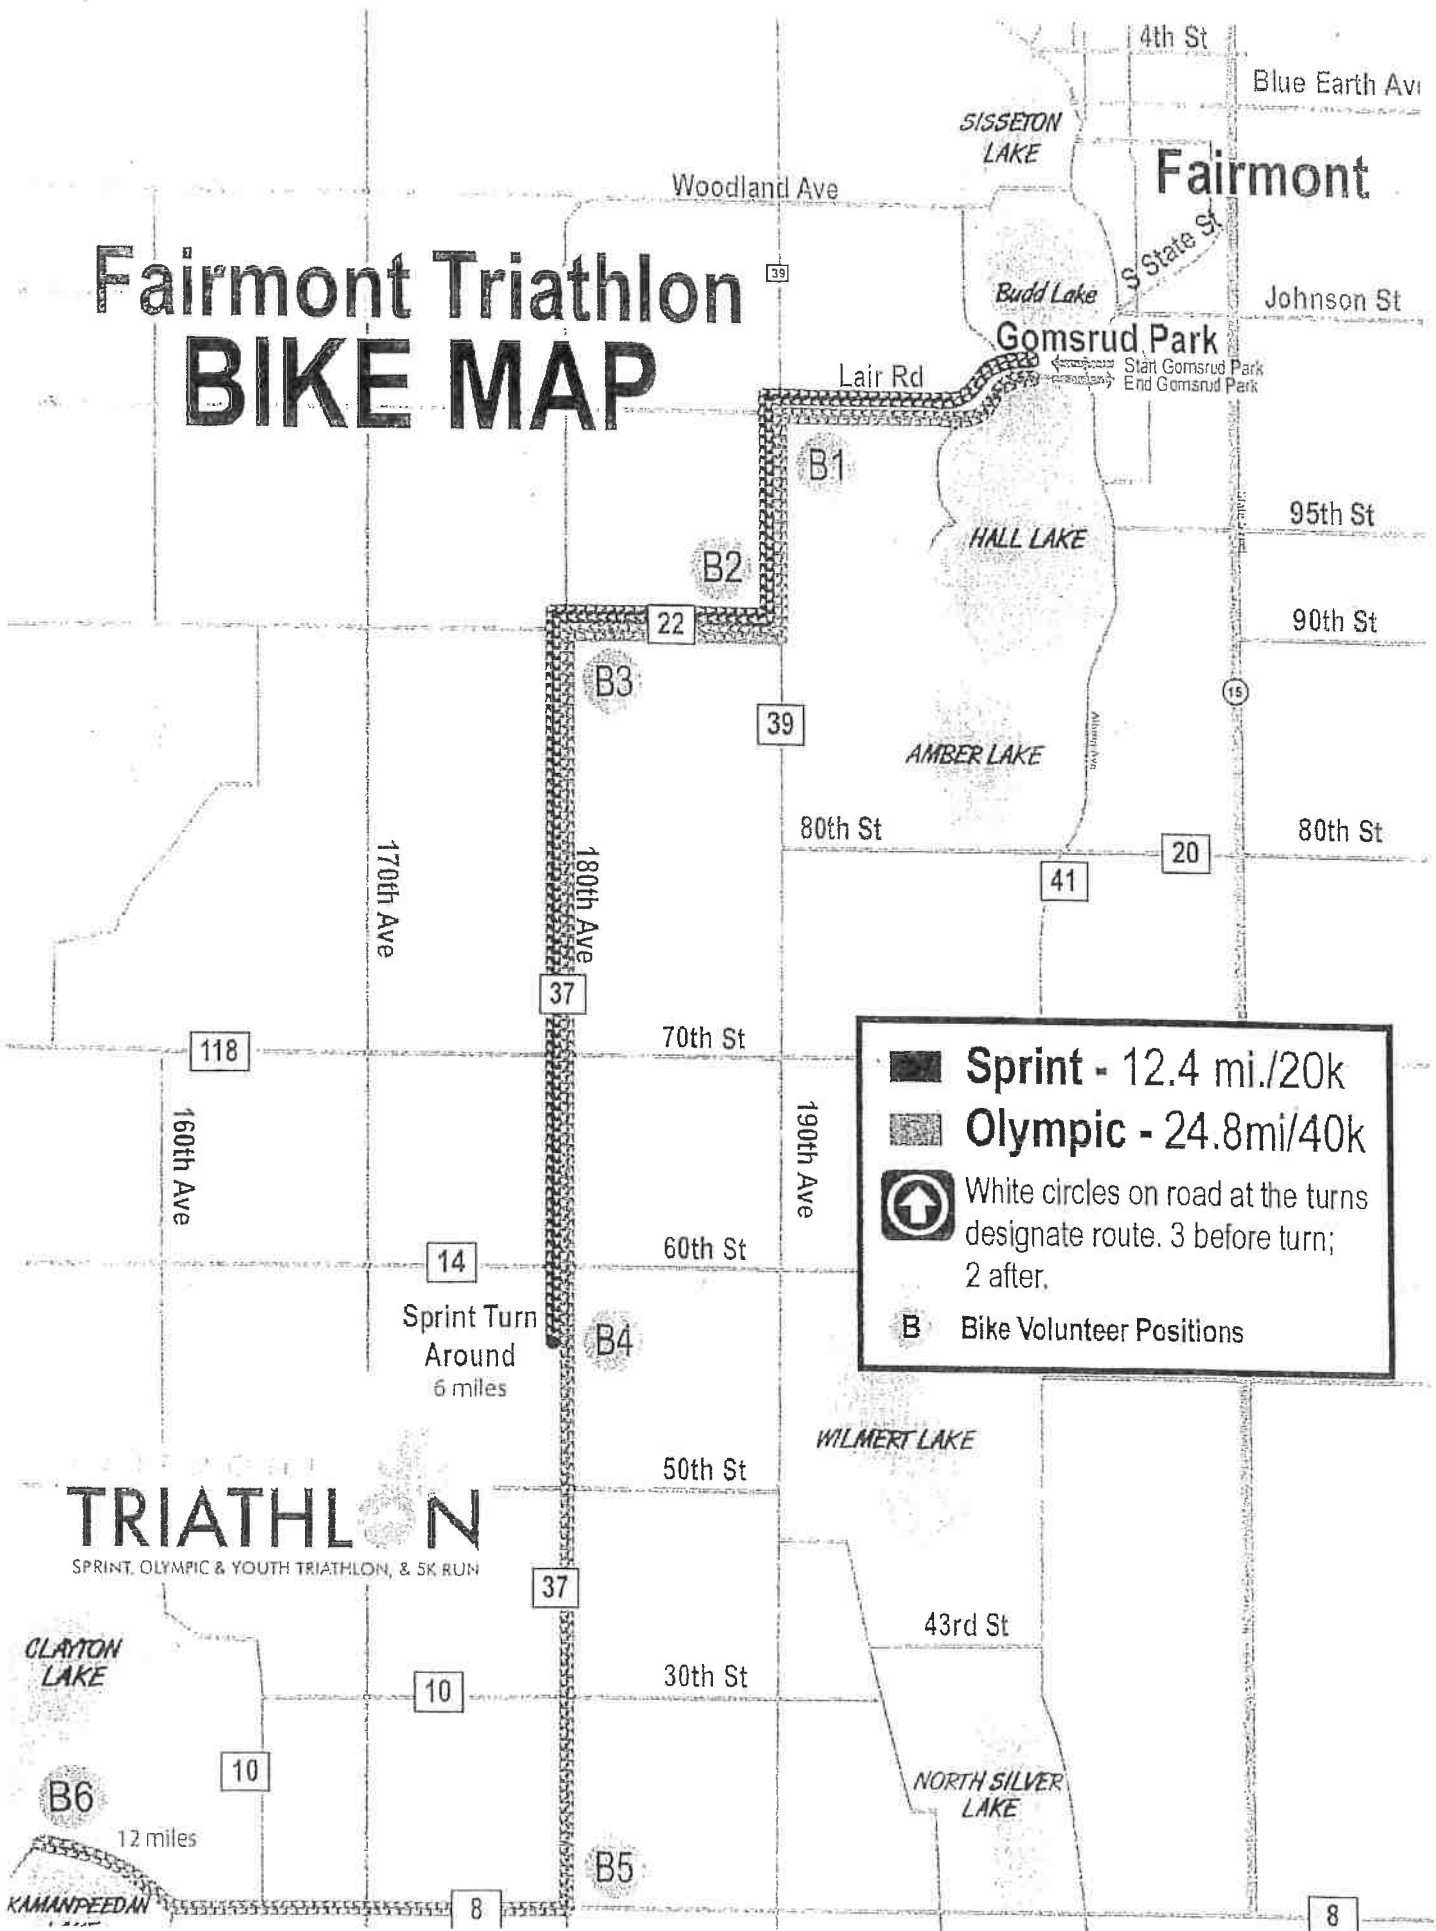 4th St
Blue Earth Av
SISSETON
LAKE
Fairmont
Woodland Ave
S State St
Fairmont Triathlon
BIKE MAP
39
Budd Lake
Johnson St
Gomsrud Park
Start Gomsrud Park
End Gomsrud Park
Lair Rd
B1
HALL LAKE
95th St
B2
22
90th St
B3
15
39
AMBER LAKE
80th St
80th St
20
41
170th Ave
180th Ave
37
118
70th St
Sprint - 12.4 mi./20k
Olympic - 24.8mi/40k
White circles on road at the turns
designate route. 3 before turn;
2 after.
B Bike Volunteer Positions
160th Ave
190th Ave
14
60th St
Sprint Turn
Around
6 miles
B4
WILMERT LAKE
50th St
TRIATHLON
SPRINT, OLYMPIC & YOUTH TRIATHLON, & 5K RUN
37
43rd St
CLAYTON
LAKE
10
30th St
10
B6
12 miles
NORTH SILVER
LAKE
B5
KAMANPEEDAN
8
8